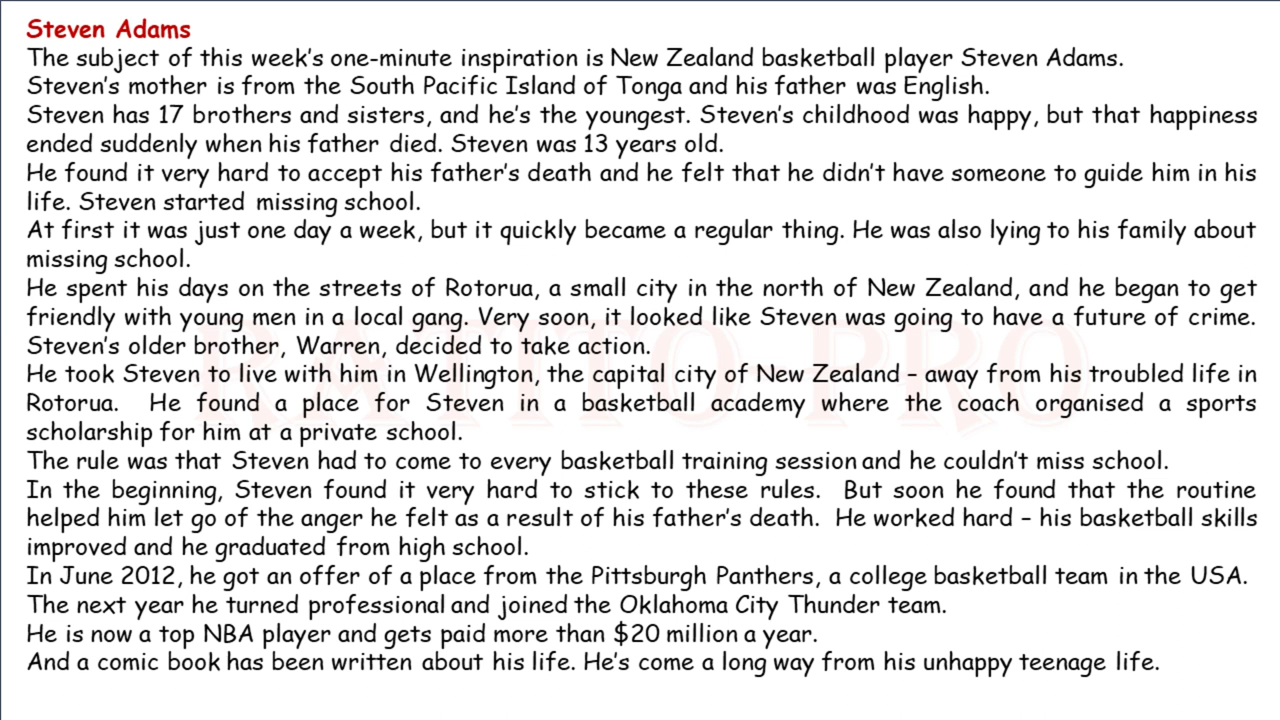 Steven Adams
The subject of this week's one-minute inspiration is New Zealand basketball player Steven Adams.
Steven's mother is from the South Pacific Island of Tonga and his father was English.
Steven has 17 brothers and sisters, and he's the youngest. Steven's childhood was happy, but that happiness
ended suddenly when his father died. Steven was 13 years old.
He found it very hard to accept his father's death and he felt that he didn't have someone to guide him in his
life. Steven started missing school.
At first it was just one day a week, but it quickly became a regular thing. He was also lying to his family about
missing school.
He spent his days on the streets of Rotorua, a small city in the north of New Zealand, and he began to get
friendly with young men in a local gang. Very soon, it looked like Steven was going to have a future of crime.
Steven's older brother, Warren, decided to take action.
He took Steven to live with him in Wellington, the capital city of New Zealand – away from his troubled life in
Rotorua. He found a place for Steven in a basketball academy where the coach organised a sports
scholarship for him at a private school.
The rule was that Steven had to come to every basketball training session and he couldn't miss school.
In the beginning, Steven found it very hard to stick to these rules. But soon he found that the routine
helped him let go of the anger he felt as a result of his father's death. He worked hard – his basketball skills
improved and he graduated from high school.
In June 2012, he got an offer of a place from the Pittsburgh Panthers, a college basketball team in the USA.
The next year he turned professional and joined the Oklahoma City Thunder team.
He is now a top NBA player and gets paid more than $20 million a year.
And a comic book has been written about his life. He's come a long way from his unhappy teenage life.
RATITO PRO